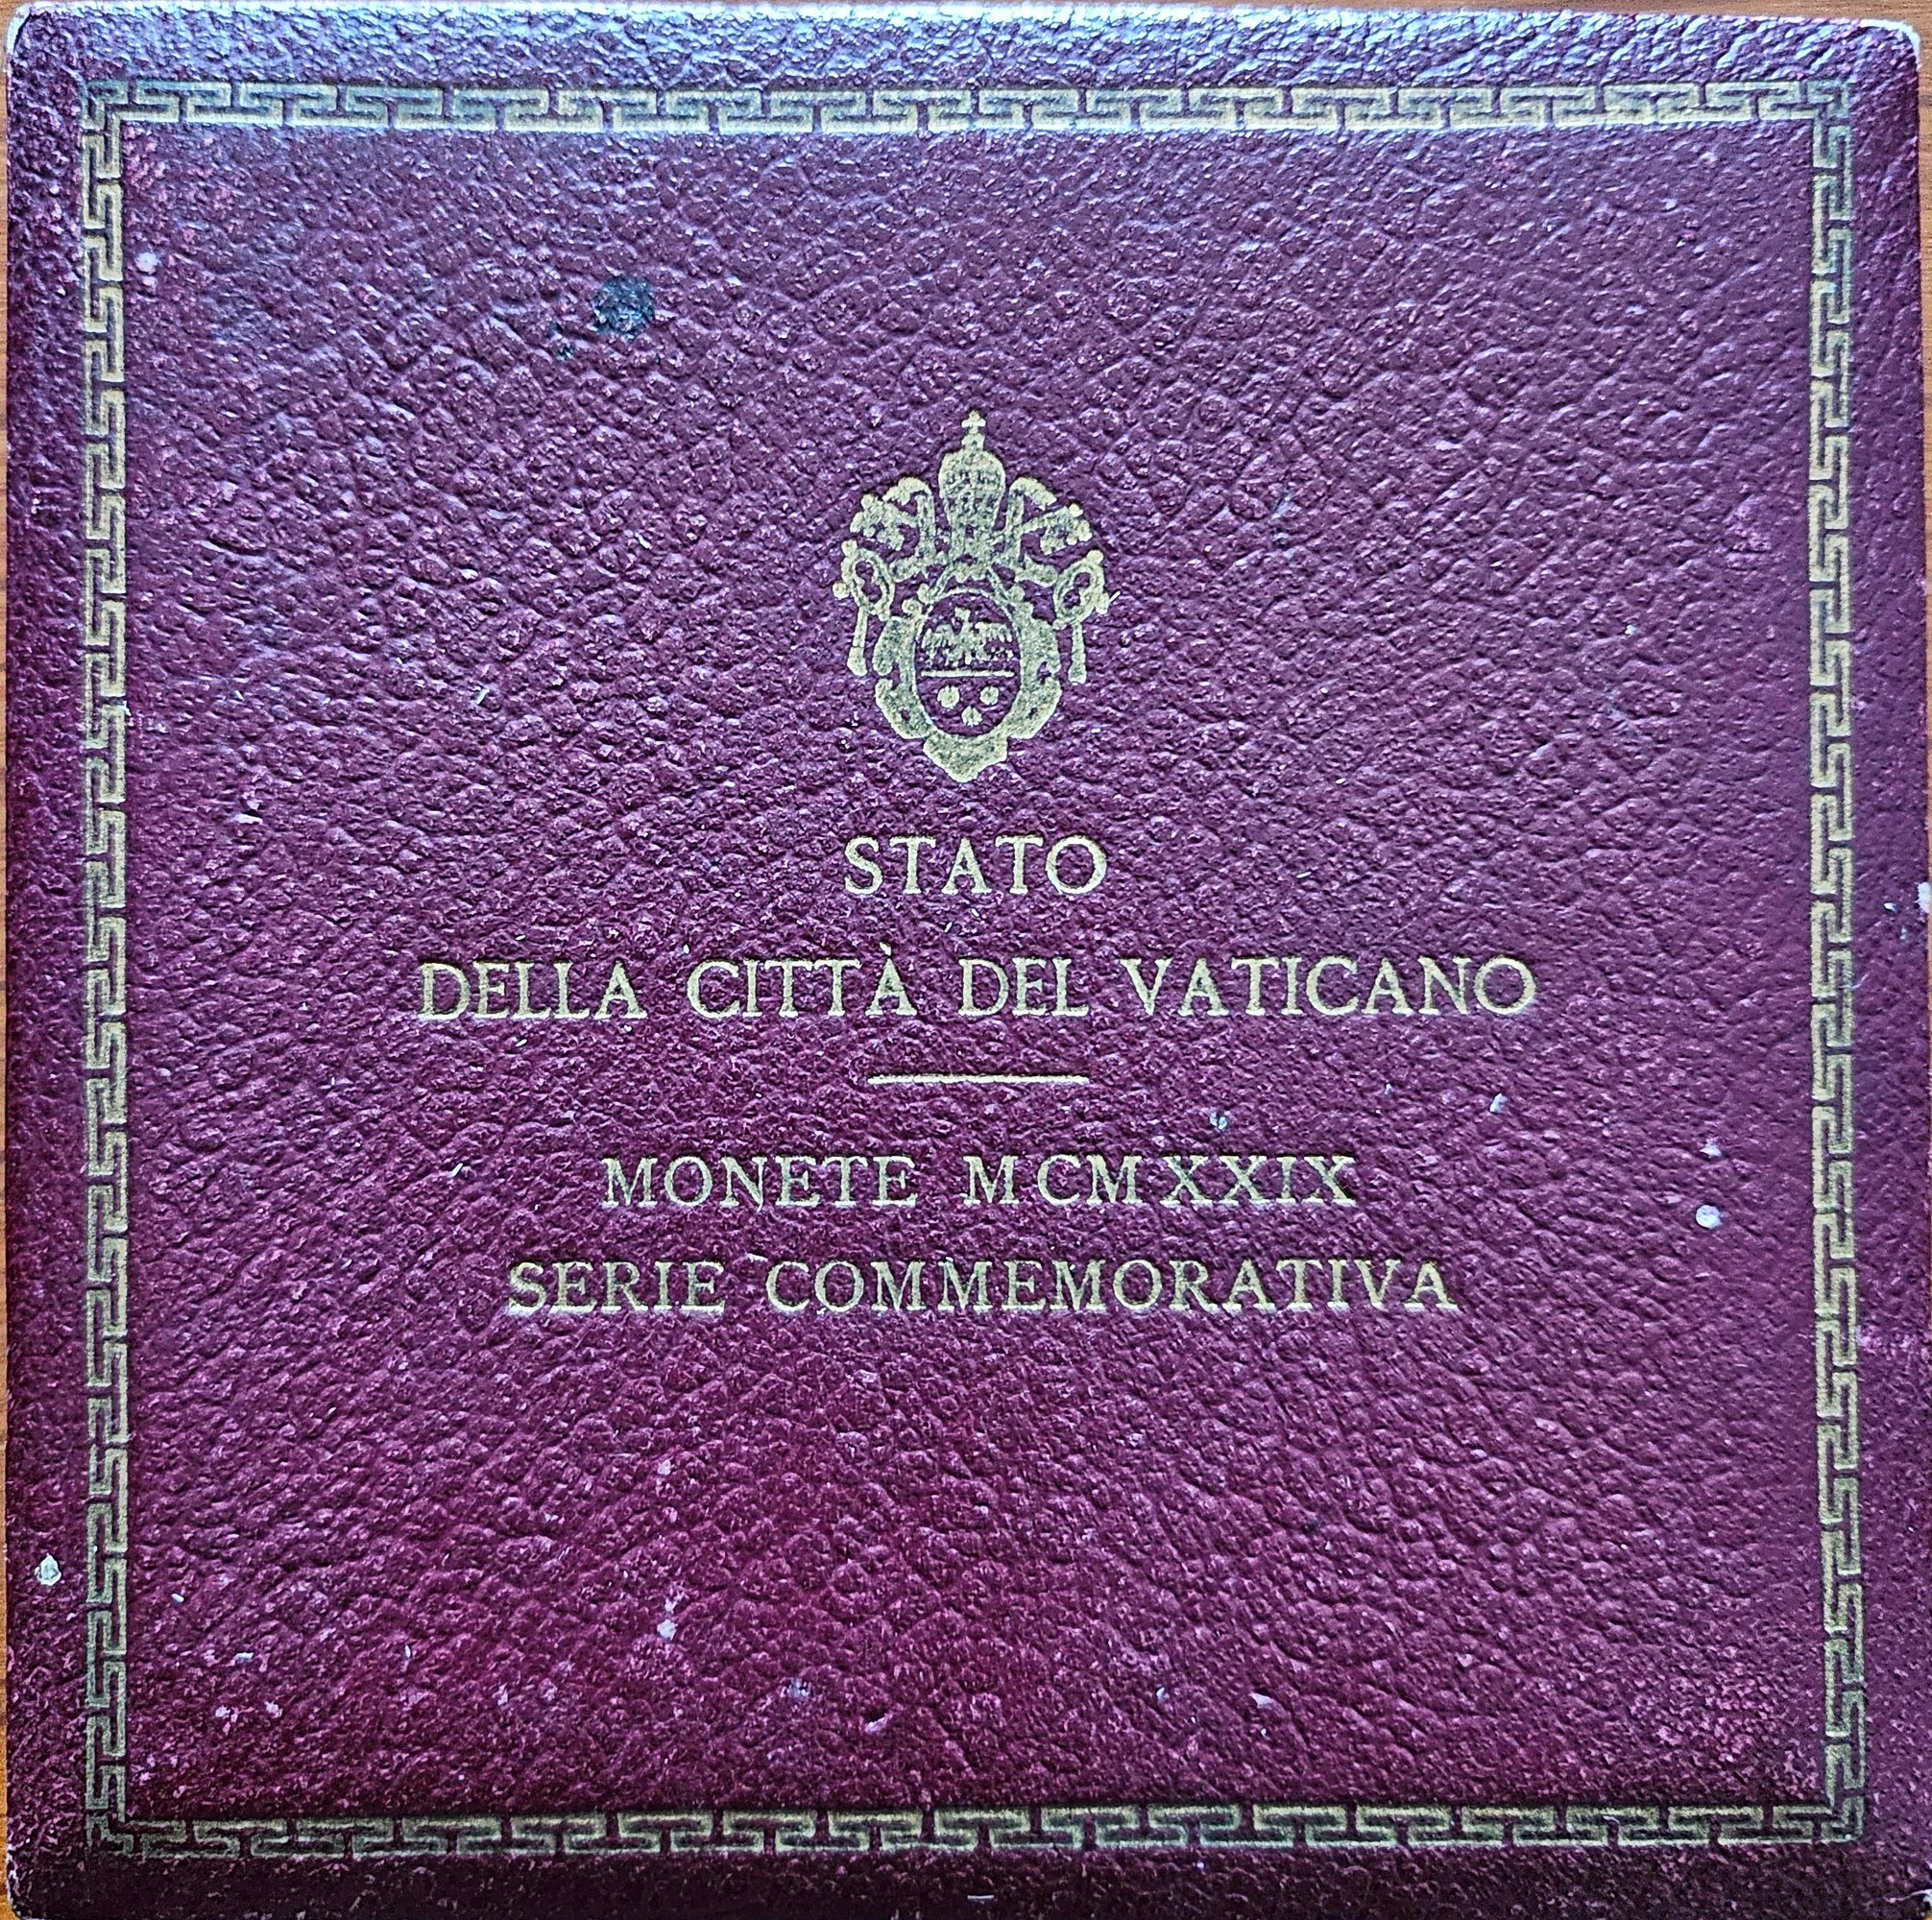 STATO
DELLA CITTÀ DEL VATICANO
MONETE MCMXXIX
SERIE COMMEMORATIVA